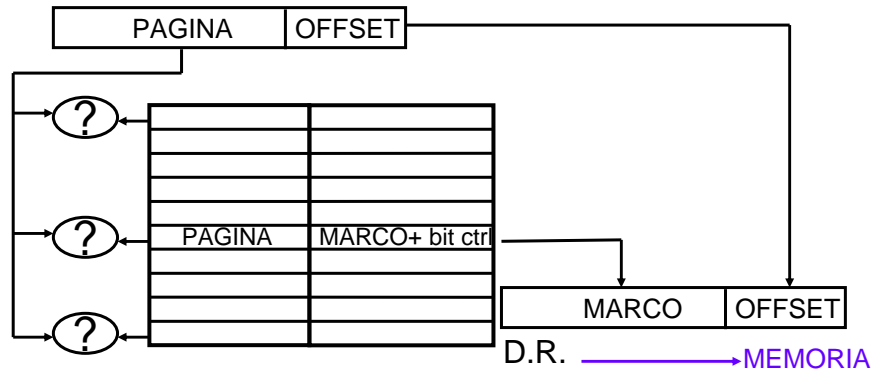 PAGINA OFFSET
?
?
PAGINA MARCO+ bit ctrl
?
MARCO OFFSET
D.R. MEMORIA